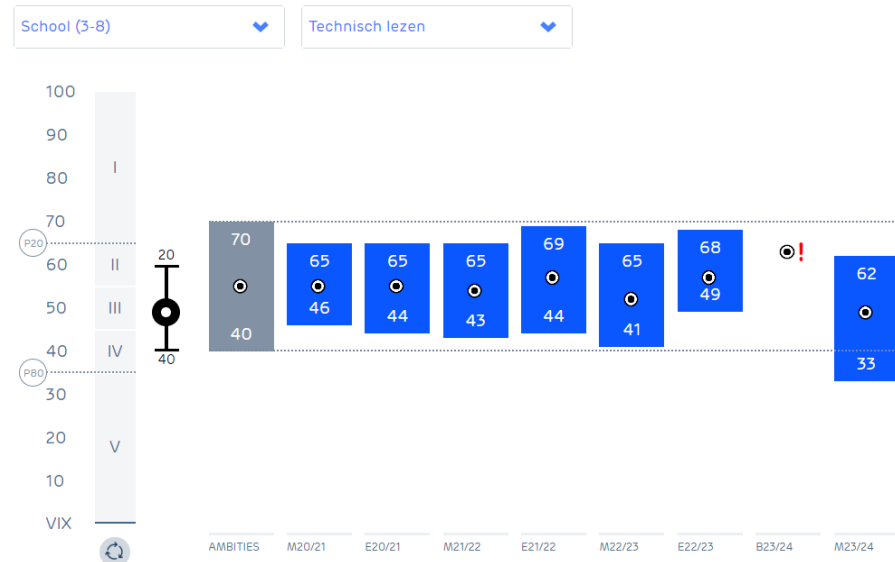 School (3-8)
Technisch lezen
100
90
80
70
P20
60
50
40
P80
30
20
10
VIX
I
II
III
IV
V
20
40
70
40
65
46
65
44
65
43
69
44
65
41
68
49
!
62
33
AMBITIES M20/21 E20/21 M21/22 E21/22 M22/23 E22/23 B23/24 M23/24